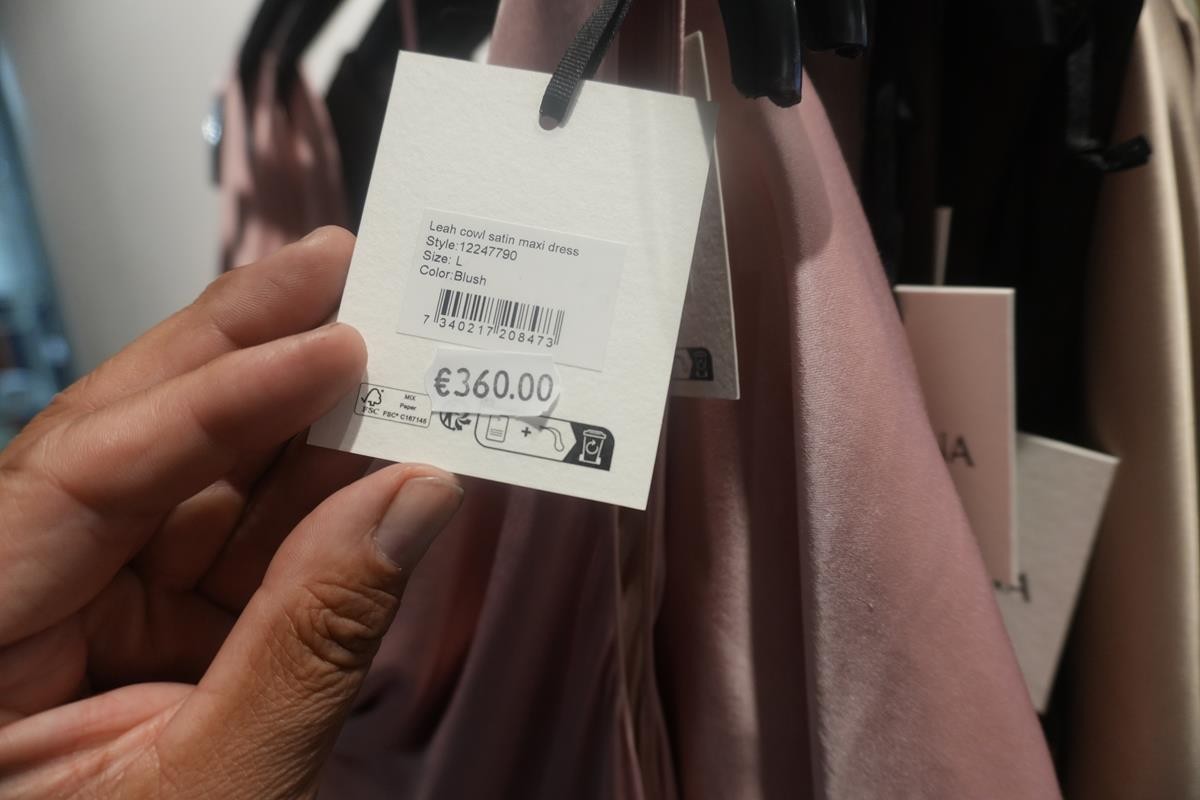 Leah cowl satin maxi dress
Style:12247790
Size: L
Color:Blush
7 340217 208473
€360.00
MIX
Paper
FSC FSC® C167145
+